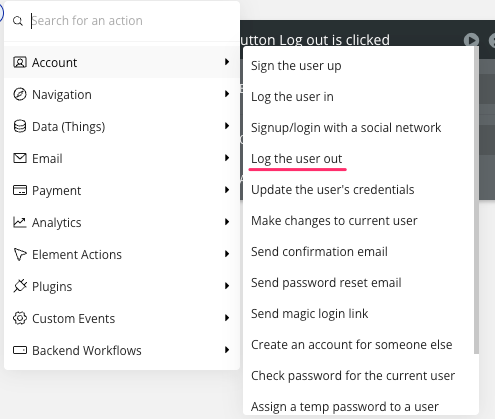 Search for an action
utton Log out is clicked
Account
Navigation
Data (Things)
Email
Payment
Analytics
Element Actions
Plugins
Custom Events
Backend Workflows
Sign the user up
Log the user in
Signup/login with a social network
Log the user out
Update the user's credentials
Make changes to current user
Send confirmation email
Send password reset email
Send magic login link
Create an account for someone else
Check password for the current user
Assign a temp password to a user